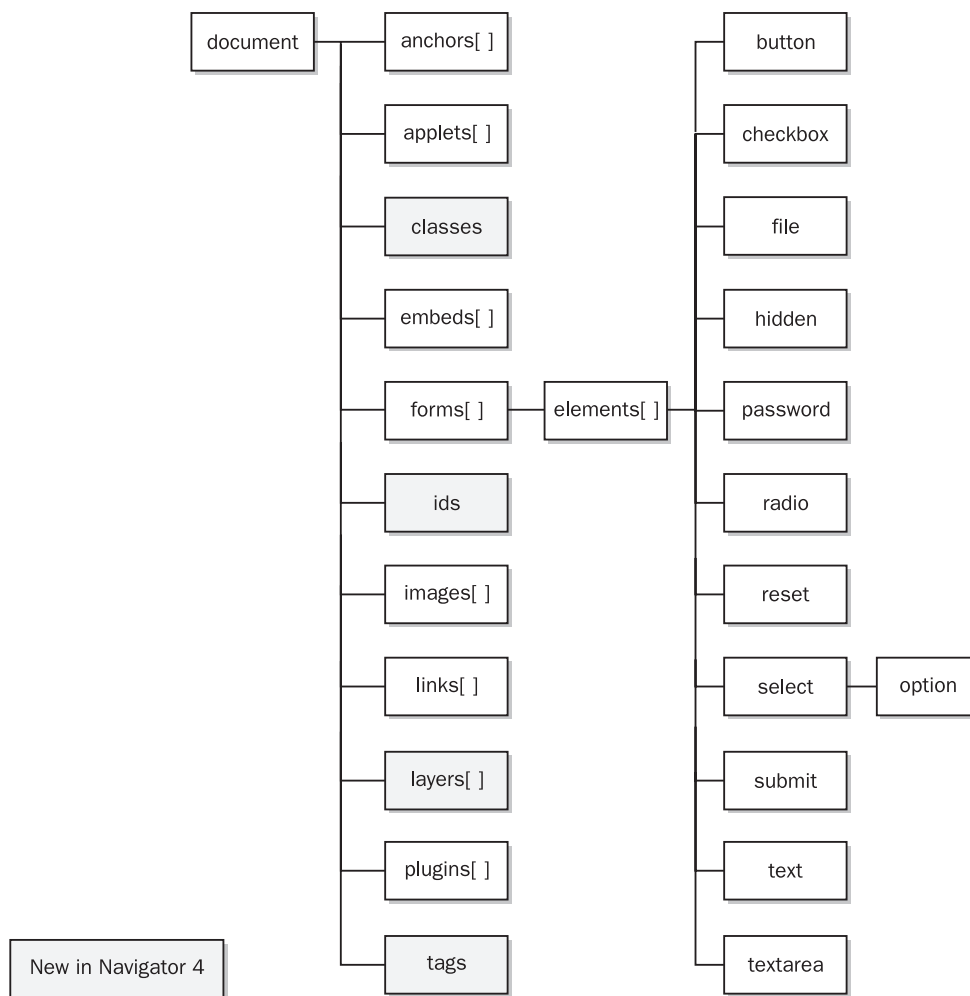 document
anchors[ ]
button
applets[ ]
checkbox
classes
file
embeds[ ]
hidden
forms[ ]
elements[ ]
password
ids
radio
images[ ]
reset
links[ ]
select
option
layers[ ]
submit
plugins[ ]
text
New in Navigator 4
tags
textarea